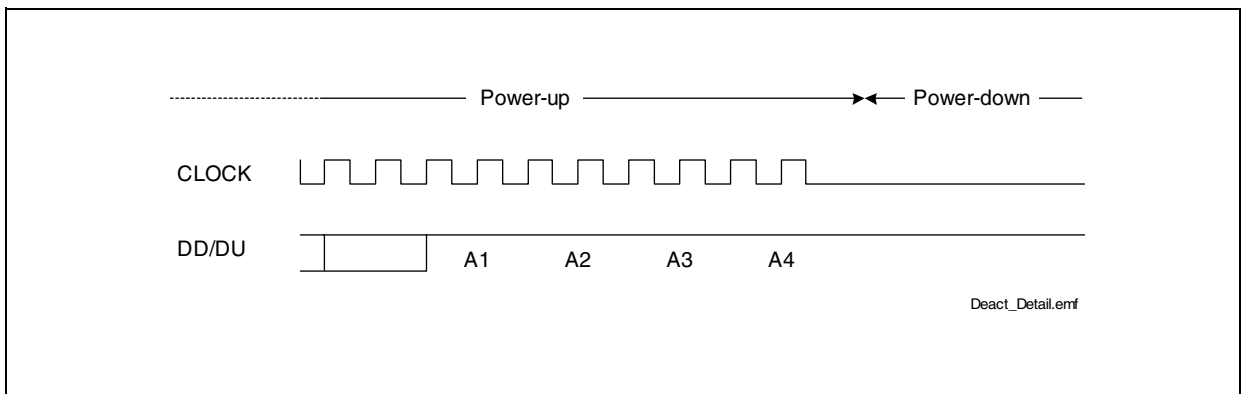 Power-up Power-down
CLOCK
DD/DU A1 A2 A3 A4
Deact_Detail.emf